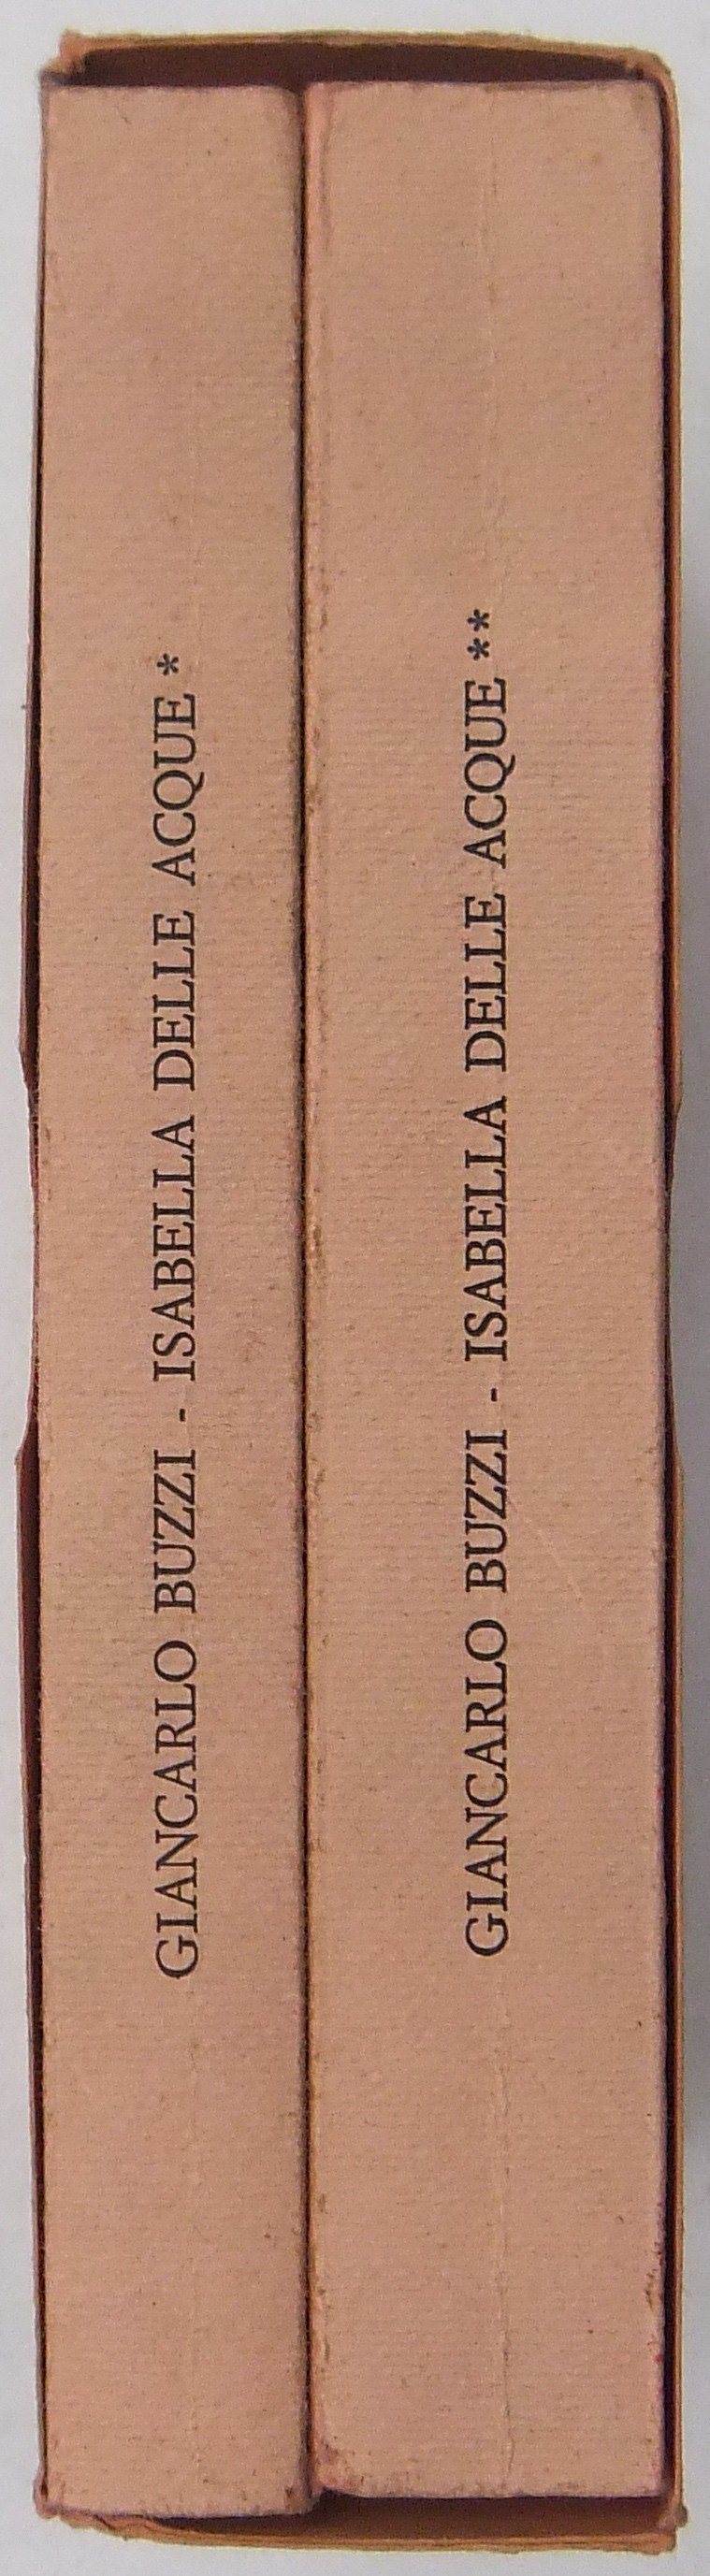 GIANCARLO BUZZI - ISABELLA DELLE ACQUE *
GIANCARLO BUZZI - ISABELLA DELLE ACQUE **